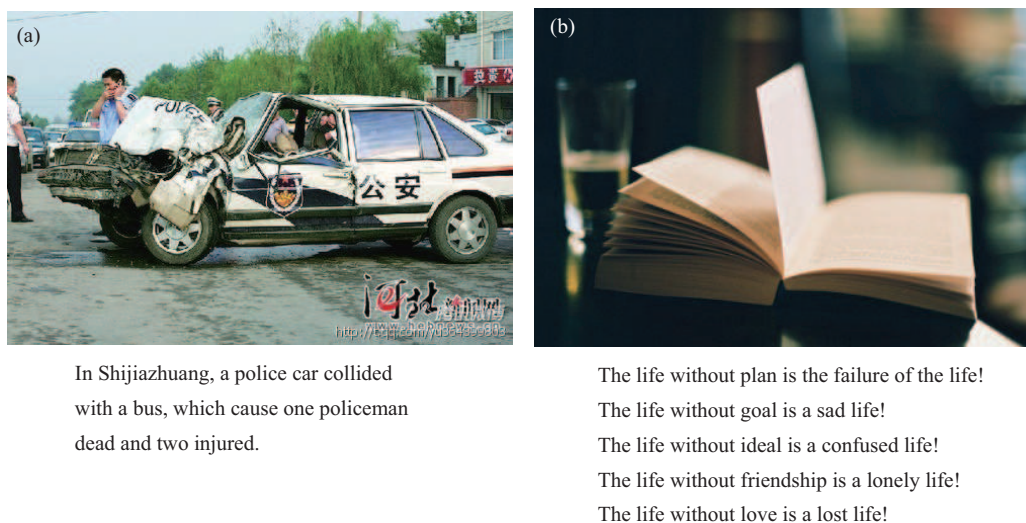 (a)
POLICE
公安
河北
In Shijiazhuang, a police car collided
with a bus, which cause one policeman
dead and two injured.
(b)
The life without plan is the failure of the life!
The life without goal is a sad life!
The life without ideal is a confused life!
The life without friendship is a lonely life!
The life without love is a lost life!